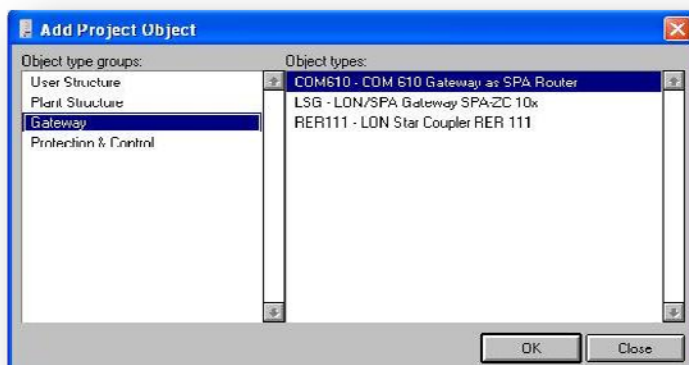 Add Project Object
Object type groups:
Object types:
User Structure
Plant Structure
Gateway
Protection & Control
COM610 - COM 610 Gateway as SPA Router
LSG - LON/SPA Gateway SPA-ZC 10x
RER111 - LON Star Coupler RER 111
OK
Close